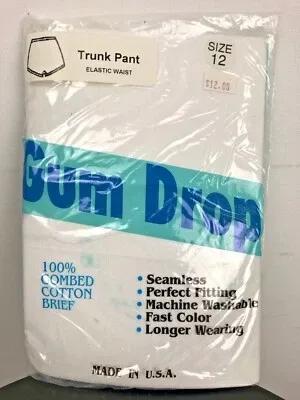 Trunk Pant
ELASTIC WAIST
SIZE
12
$12.00
Gum Drop
100%
COMBED
COTTON
BRIEF
• Seamless
• Perfect Fitting
• Machine Washable
• Fast Color
• Longer Wearing
MADE IN U.S.A.